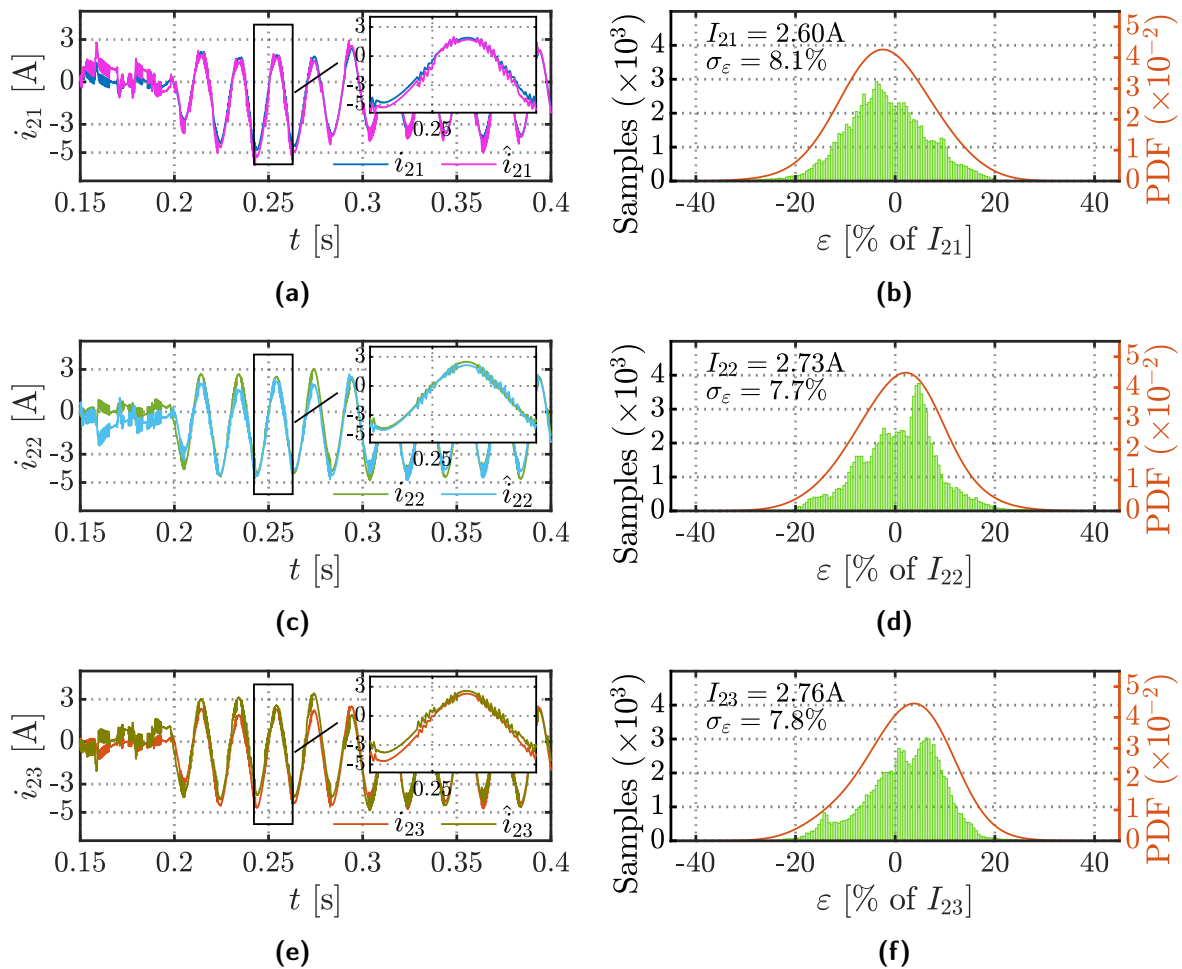 i₂₁ [A]
3
0
-3
-5
3
0
-3
-5
0.25
i₂₁ î₂₁
0.15 0.2 0.25 0.3 0.35 0.4
t [s]
(a)
Samples (×10³)
4
3
2
1
0
I₂₁ = 2.60A
σ_ε = 8.1%
5
4
3
2
1
0
PDF (×10⁻²)
-40 -20 0 20 40
ε [% of I₂₁]
(b)
i₂₂ [A]
3
0
-3
-5
3
0
-3
-5
0.25
i₂₂ î₂₂
0.15 0.2 0.25 0.3 0.35 0.4
t [s]
(c)
Samples (×10³)
4
3
2
1
0
I₂₂ = 2.73A
σ_ε = 7.7%
5
4
3
2
1
0
PDF (×10⁻²)
-40 -20 0 20 40
ε [% of I₂₂]
(d)
i₂₃ [A]
3
0
-3
-5
3
0
-3
-5
0.25
i₂₃ î₂₃
0.15 0.2 0.25 0.3 0.35 0.4
t [s]
(e)
Samples (×10³)
4
3
2
1
0
I₂₃ = 2.76A
σ_ε = 7.8%
5
4
3
2
1
0
PDF (×10⁻²)
-40 -20 0 20 40
ε [% of I₂₃]
(f)